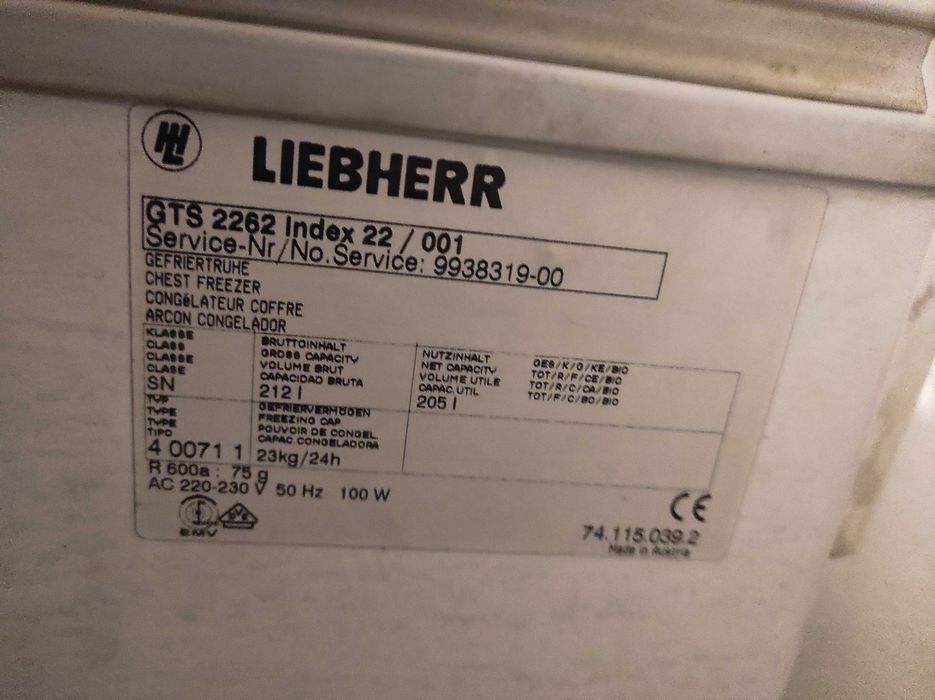 LIEBHERR
GTS 2262 Index 22 / 001
Service-Nr/No.Service: 9938319-00
GEFRIERTRUHE
CHEST FREEZER
CONGéLATEUR COFFRE
ARCON CONGELADOR
KLASSE
CLASS
CLASSE
CLASE
SN
BRUTTOINHALT
GROSS CAPACITY
VOLUME BRUT
CAPACIDAD BRUTA
212 l
NUTZINHALT
NET CAPACITY
VOLUME UTILE
CAPAC.UTIL
205 l
GES/K/G/KE/BIO
TOT/R/F/CE/BIO
TOT/R/C/CA/BIO
TOT/F/C/BO/BIO
TYP
TYPE
TYPE
TIPO
4 0071 1
GEFRIERVERMÖGEN
FREEZING CAP
POUVOIR DE CONGEL.
CAPAC.CONGELADORA
23kg/24h
R 600a : 75 g
AC 220-230 V 50 Hz 100 W
EMV
CE
74.115.039.2
Made in Austria